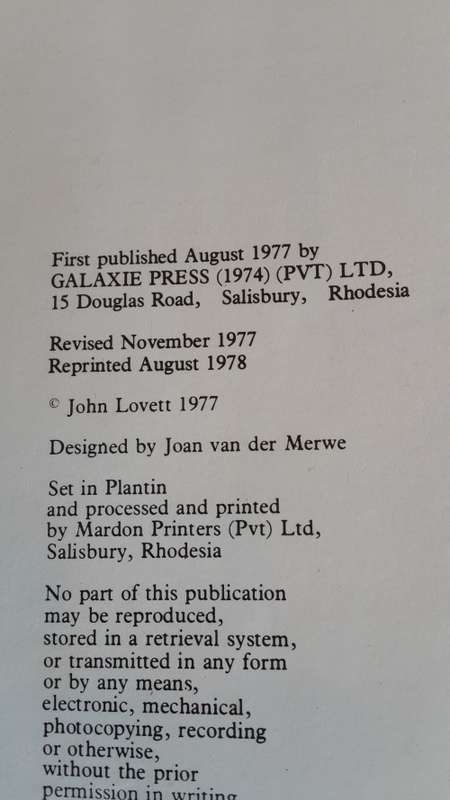 First published August 1977 by
GALAXIE PRESS (1974) (PVT) LTD,
15 Douglas Road, Salisbury, Rhodesia
Revised November 1977
Reprinted August 1978
© John Lovett 1977
Designed by Joan van der Merwe
Set in Plantin
and processed and printed
by Mardon Printers (Pvt) Ltd,
Salisbury, Rhodesia
No part of this publication
may be reproduced,
stored in a retrieval system,
or transmitted in any form
or by any means,
electronic, mechanical,
photocopying, recording
or otherwise,
without the prior
permission in writing